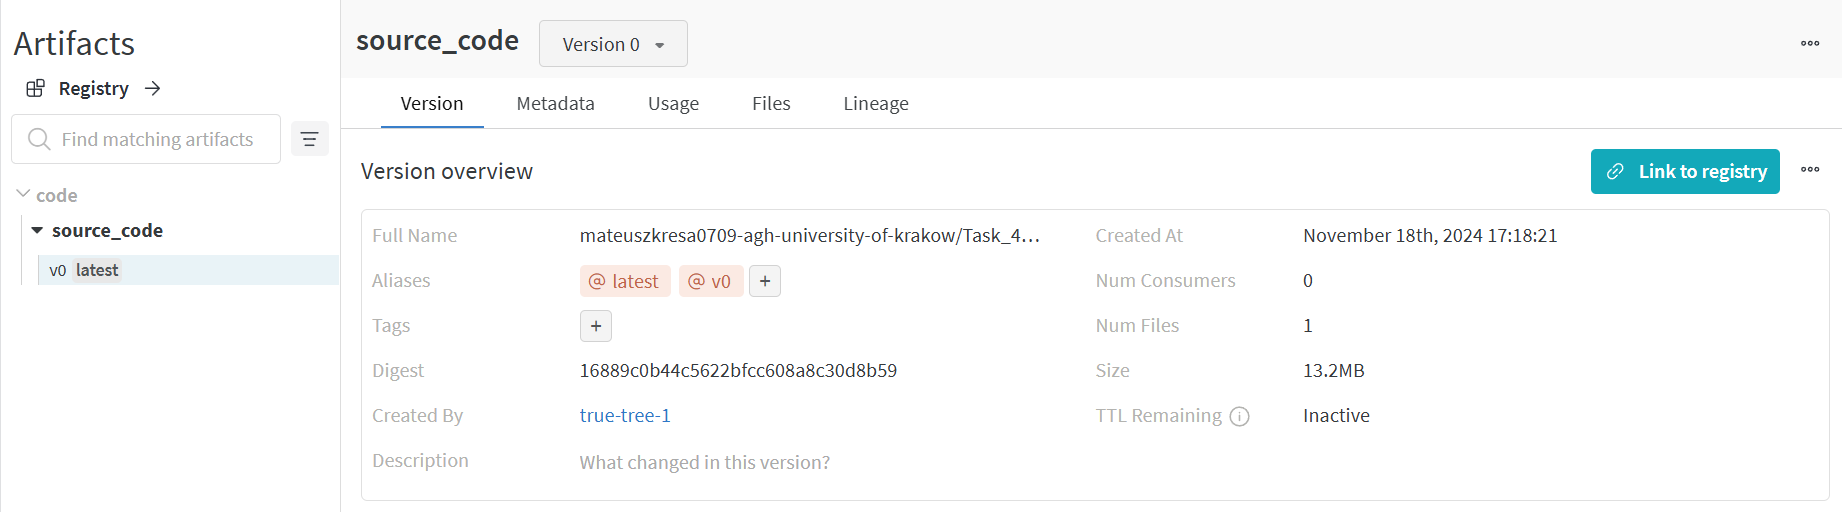 Artifacts
Registry
Find matching artifacts
code
source_code
v0 latest
source_code
Version 0
Version Metadata Usage Files Lineage
Version overview
Link to registry
Full Name mateuszkresa0709-agh-university-of-krakow/Task_4... Created At November 18th, 2024 17:18:21
Aliases @ latest @ v0 + Num Consumers 0
Tags + Num Files 1
Digest 16889c0b44c5622bfcc608a8c30d8b59 Size 13.2MB
Created By true-tree-1 TTL Remaining Inactive
Description What changed in this version?